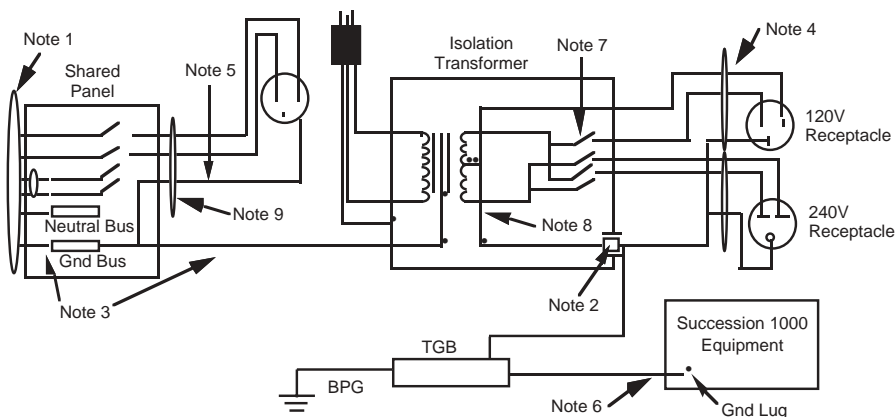 Note 1
Shared
Panel
Note 5
Isolation
Transformer
Note 7
Note 4
120V
Receptacle
Neutral Bus
Gnd Bus
Note 9
Note 8
240V
Receptacle
Note 3
Note 2
TGB
BPG
Succession 1000
Equipment
Note 6
Gnd Lug